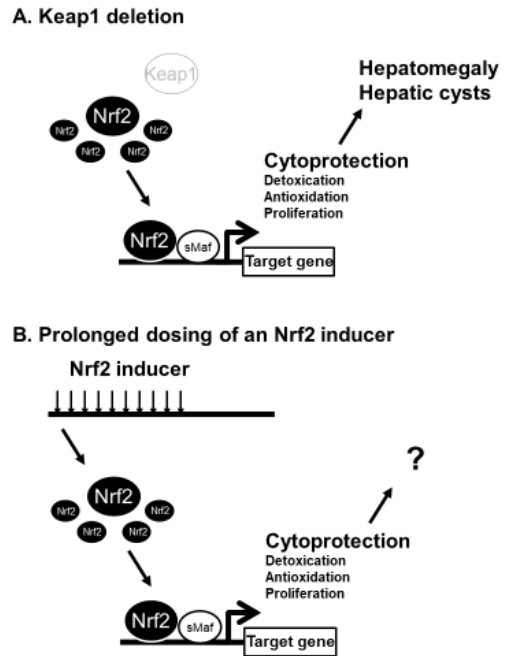 A. Keap1 deletion
Keap1
Hepatomegaly
Hepatic cysts
Nrf2
Nrf2
Nrf2
Nrf2
Nrf2
Cytoprotection
Detoxication
Antioxidation
Proliferation
Nrf2
sMaf
Target gene
B. Prolonged dosing of an Nrf2 inducer
Nrf2 inducer
?
Nrf2
Nrf2
Nrf2
Nrf2
Nrf2
Cytoprotection
Detoxication
Antioxidation
Proliferation
Nrf2
sMaf
Target gene